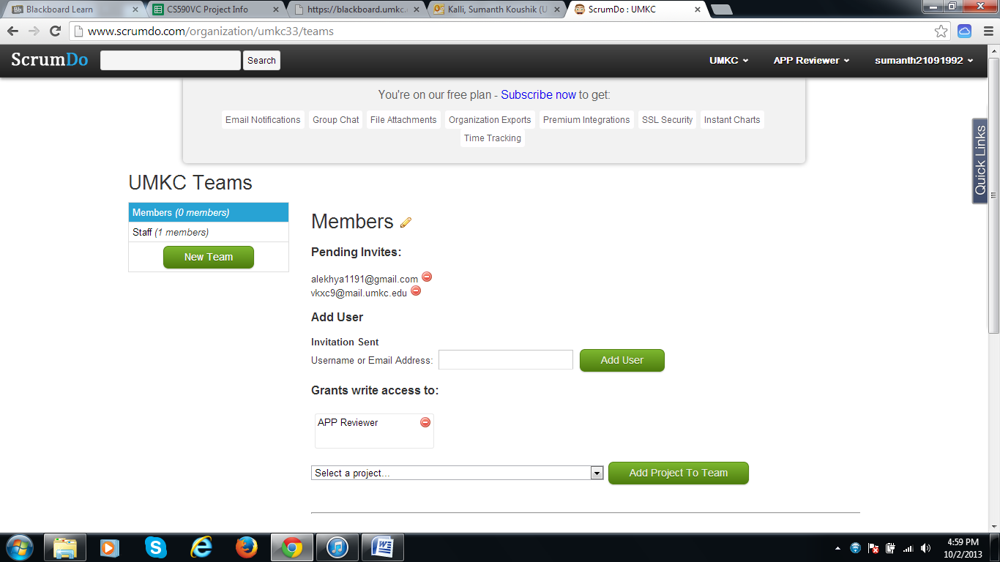 Blackboard Learn
CS590VC Project Info
https://blackboard.umkc.
Kalli, Sumanth Koushik (U
ScrumDo : UMKC
www.scrumdo.com/organization/umkc33/teams
ScrumDo
Search
UMKC
APP Reviewer
sumanth21091992
You're on our free plan - Subscribe now to get:
Email Notifications Group Chat File Attachments Organization Exports Premium Integrations SSL Security Instant Charts
Time Tracking
Quick Links
UMKC Teams
Members (0 members)
Staff (1 members)
New Team
Members
Pending Invites:
alekhya1191@gmail.com
vkxc9@mail.umkc.edu
Add User
Invitation Sent
Username or Email Address:
Add User
Grants write access to:
APP Reviewer
Select a project...
Add Project To Team
4:59 PM
10/2/2013